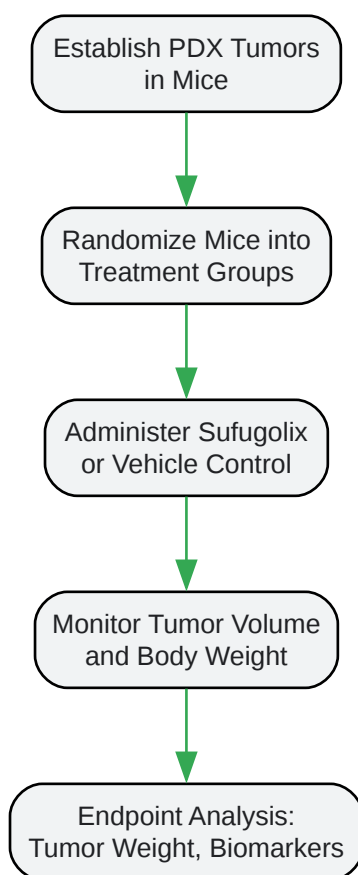 Establish PDX Tumors
in Mice
Randomize Mice into
Treatment Groups
Administer Sufugolix
or Vehicle Control
Monitor Tumor Volume
and Body Weight
Endpoint Analysis:
Tumor Weight, Biomarkers